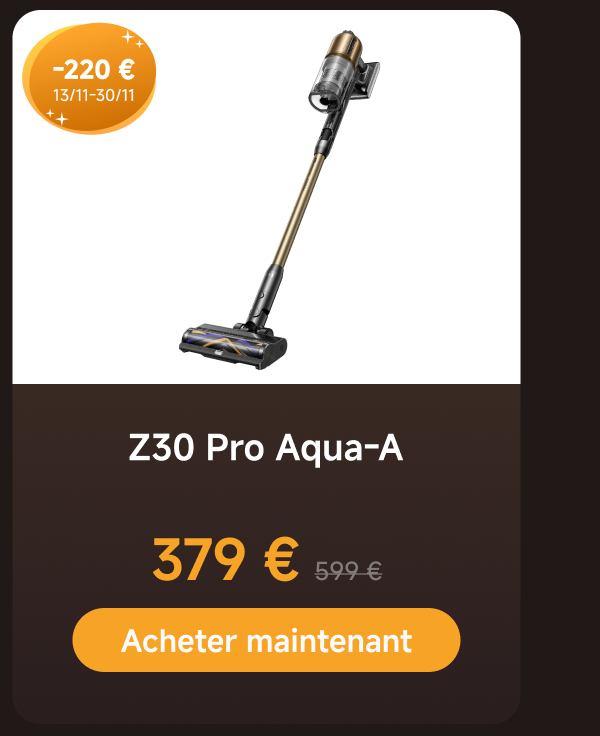 -220 €
13/11-30/11
Z30 Pro Aqua-A
379 € 599 €
Acheter maintenant